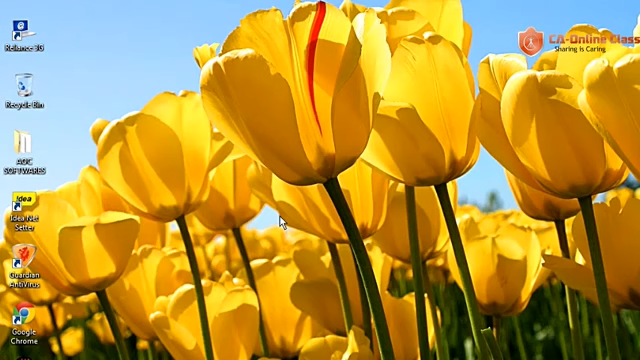 Reliance 3G
Recycle Bin
AOC
SOFTWARES
idea
Idea Net
Setter
Guardian
AntiVirus
Google
Chrome
CA-Online Class
Sharing is Caring